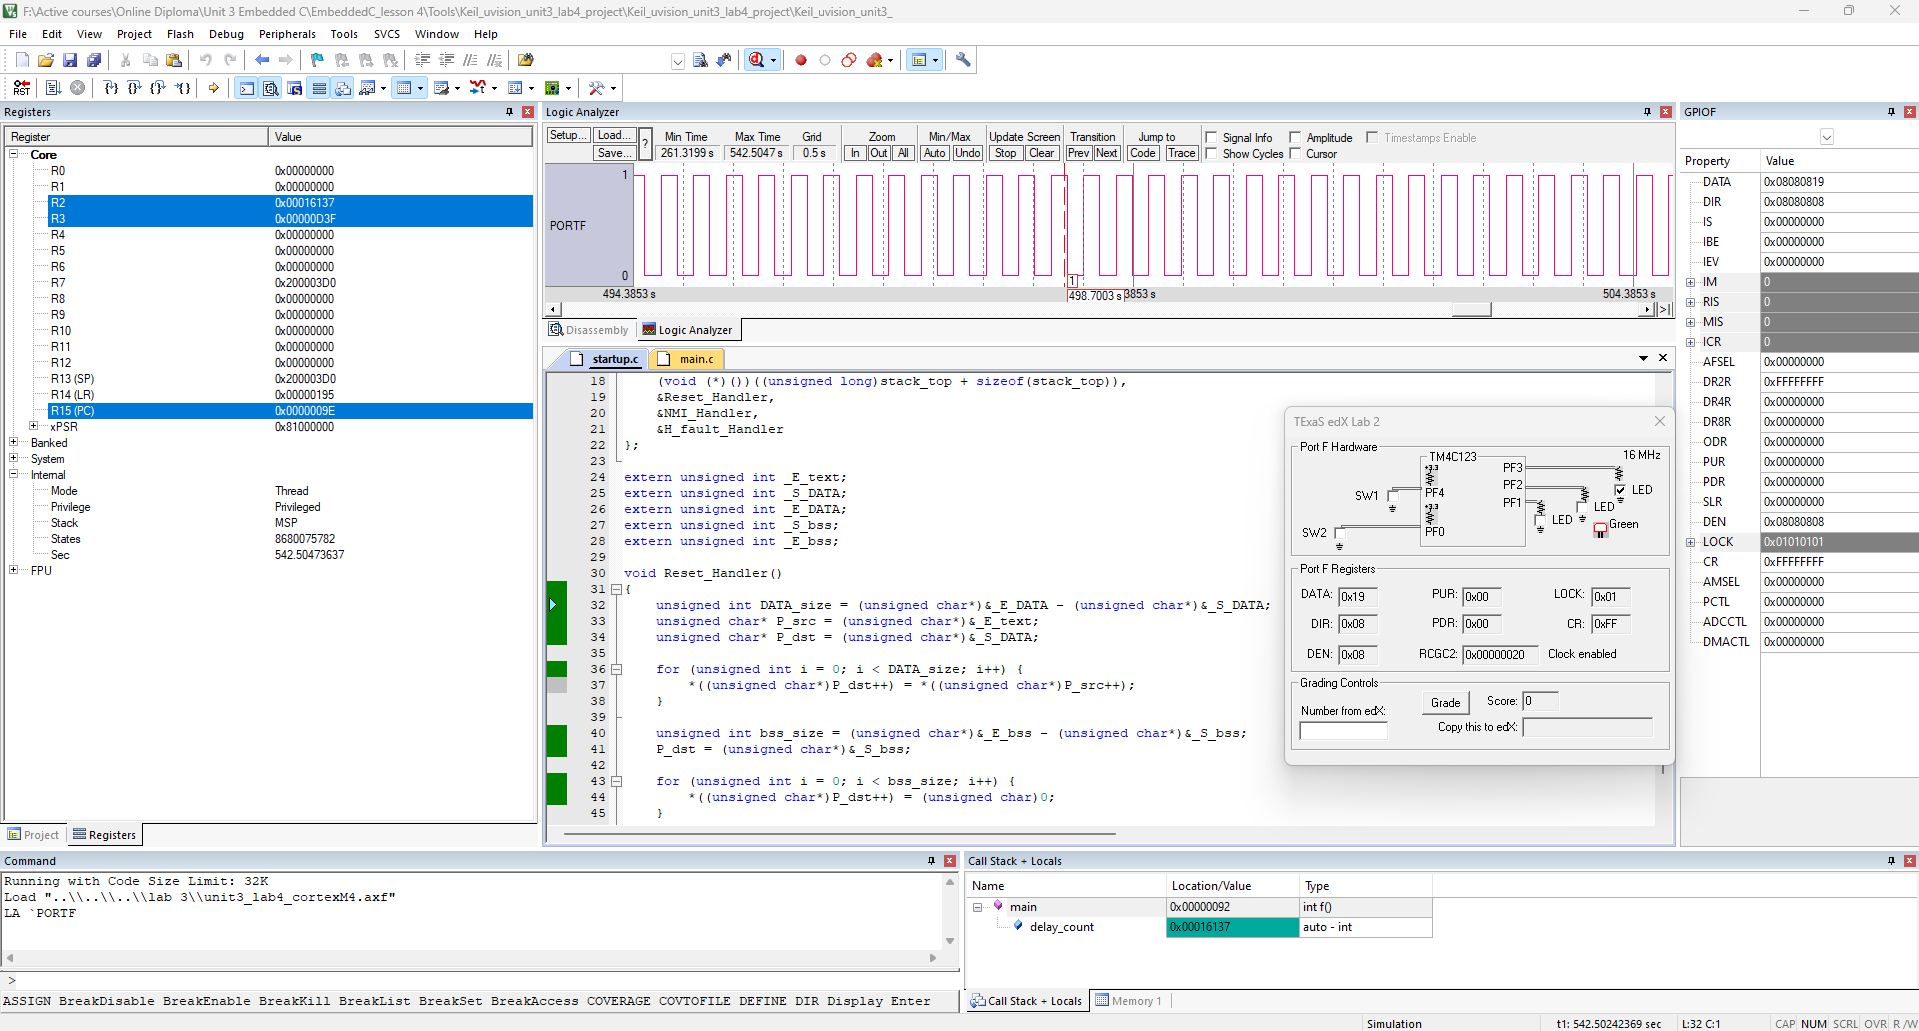 F:\Active courses\Online Diploma\Unit 3 Embedded C\EmbeddedC_lesson 4\Tools\Keil_uvision_unit3_lab4_project\Keil_uvision_unit3_lab4_project\Keil_uvision_unit3_
File Edit View Project Flash Debug Peripherals Tools SVCS Window Help
RST
Registers
Register Value
Core
R0 0x00000000
R1 0x00000000
R2 0x00016137
R3 0x00000D3F
R4 0x00000000
R5 0x00000000
R6 0x00000000
R7 0x200003D0
R8 0x00000000
R9 0x00000000
R10 0x00000000
R11 0x00000000
R12 0x00000000
R13 (SP) 0x200003D0
R14 (LR) 0x00000195
R15 (PC) 0x0000009E
xPSR 0x81000000
Banked
System
Internal
Mode Thread
Privilege Privileged
Stack MSP
States 8680075782
Sec 542.50473637
FPU
Project Registers
Logic Analyzer
Setup... Load... Min Time Max Time Grid Zoom Min/Max Update Screen Transition Jump to Signal Info Amplitude Timestamps Enable
Save... ? 261.3199 s 542.5047 s 0.5 s In Out All Auto Undo Stop Clear Prev Next Code Trace Show Cycles Cursor
1
PORTF
0
1
494.3853 s 498.7003 s 3853 s 504.3853 s
Disassembly Logic Analyzer
startup.c main.c
18 (void (*)())((unsigned long)stack_top + sizeof(stack_top)),
19 &Reset_Handler,
20 &NMI_Handler,
21 &H_fault_Handler
22 };
23
24 extern unsigned int _E_text;
25 extern unsigned int _S_DATA;
26 extern unsigned int _E_DATA;
27 extern unsigned int _S_bss;
28 extern unsigned int _E_bss;
29
30 void Reset_Handler()
31 {
32 unsigned int DATA_size = (unsigned char*)&_E_DATA - (unsigned char*)&_S_DATA;
33 unsigned char* P_src = (unsigned char*)&_E_text;
34 unsigned char* P_dst = (unsigned char*)&_S_DATA;
35
36 for (unsigned int i = 0; i < DATA_size; i++) {
37 *((unsigned char*)P_dst++) = *((unsigned char*)P_src++);
38 }
39
40 unsigned int bss_size = (unsigned char*)&_E_bss - (unsigned char*)&_S_bss;
41 P_dst = (unsigned char*)&_S_bss;
42
43 for (unsigned int i = 0; i < bss_size; i++) {
44 *((unsigned char*)P_dst++) = (unsigned char)0;
45 }
TExaS edX Lab 2
Port F Hardware
TM4C123 16 MHz
+3.3 PF3
SW1 PF4 PF2 LED
+3.3 PF1 LED
LED Green
SW2 PF0
Port F Registers
DATA: 0x19 PUR: 0x00 LOCK: 0x01
DIR: 0x08 PDR: 0x00 CR: 0xFF
DEN: 0x08 RCGC2: 0x00000020 Clock enabled
Grading Controls
Number from edX: Grade Score: 0
Copy this to edX:
GPIOF
Property Value
DATA 0x08080819
DIR 0x08080808
IS 0x00000000
IBE 0x00000000
IEV 0x00000000
IM 0
RIS 0
MIS 0
ICR 0
AFSEL 0x00000000
DR2R 0xFFFFFFFF
DR4R 0x00000000
DR8R 0x00000000
ODR 0x00000000
PUR 0x00000000
PDR 0x00000000
SLR 0x00000000
DEN 0x08080808
LOCK 0x01010101
CR 0xFFFFFFFF
AMSEL 0x00000000
PCTL 0x00000000
ADCCTL 0x00000000
DMACTL 0x00000000
Command
Running with Code Size Limit: 32K
Load "..\\..\\..\\lab 3\\unit3_lab4_cortexM4.axf"
LA `PORTF
>
ASSIGN BreakDisable BreakEnable BreakKill BreakList BreakSet BreakAccess COVERAGE COVTOFILE DEFINE DIR Display Enter
Call Stack + Locals
Name Location/Value Type
main 0x00000092 int f()
delay_count 0x00016137 auto - int
Call Stack + Locals Memory 1
Simulation t1: 542.50242369 sec L:32 C:1 CAP NUM SCRL OVR R/W